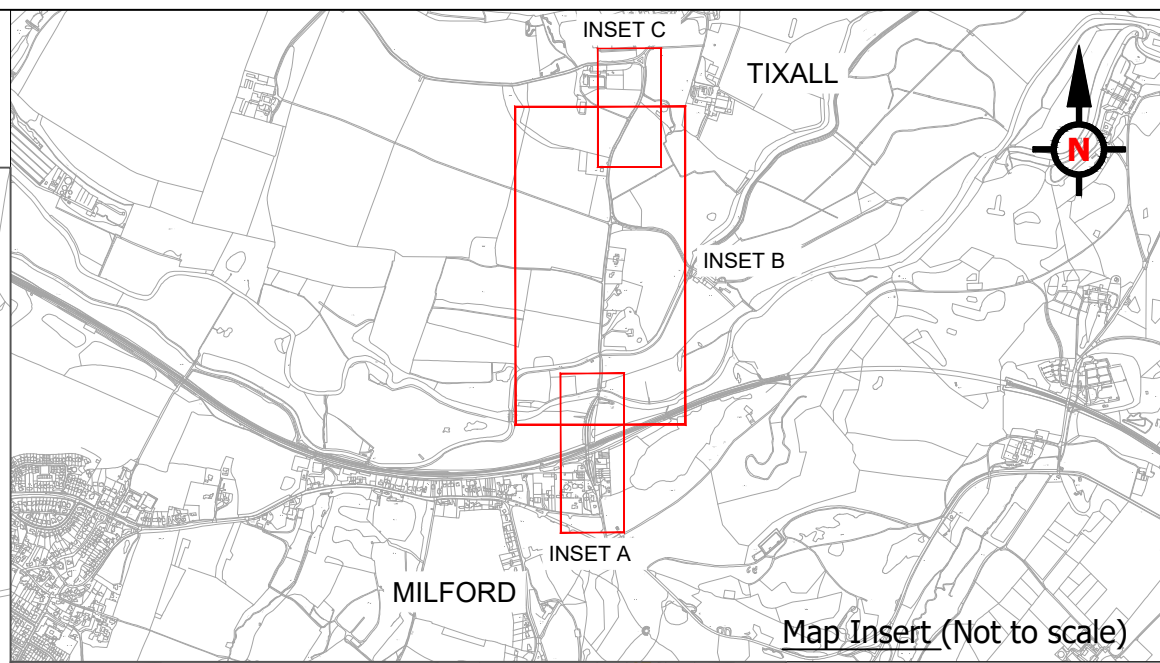 INSET C
TIXALL
N
INSET B
INSET A
MILFORD
Map Insert (Not to scale)